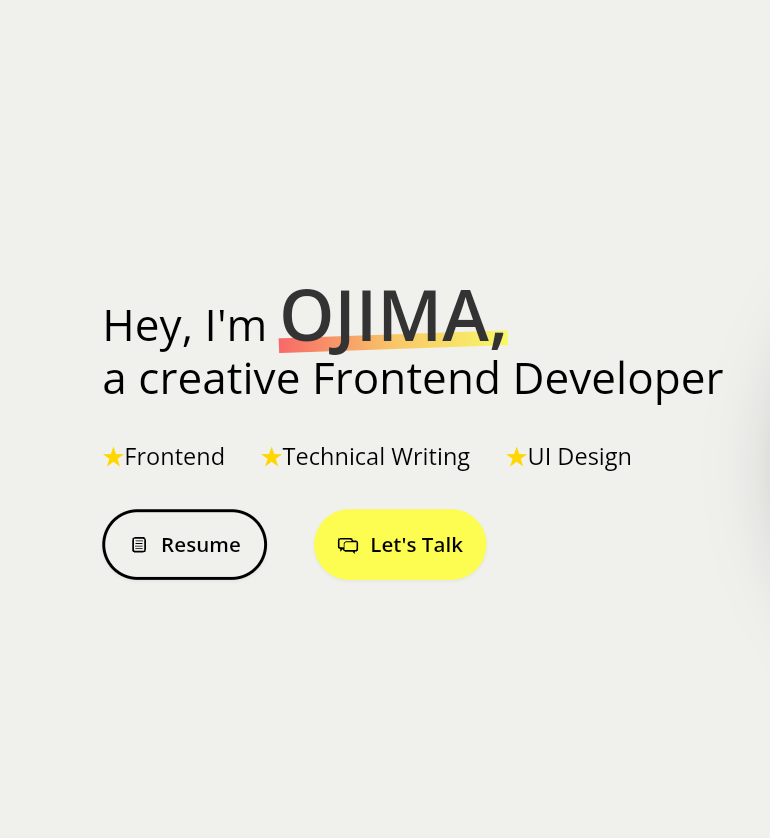 Hey, I'm OJIMA,
a creative Frontend Developer
★Frontend ★Technical Writing ★UI Design
Resume Let's Talk